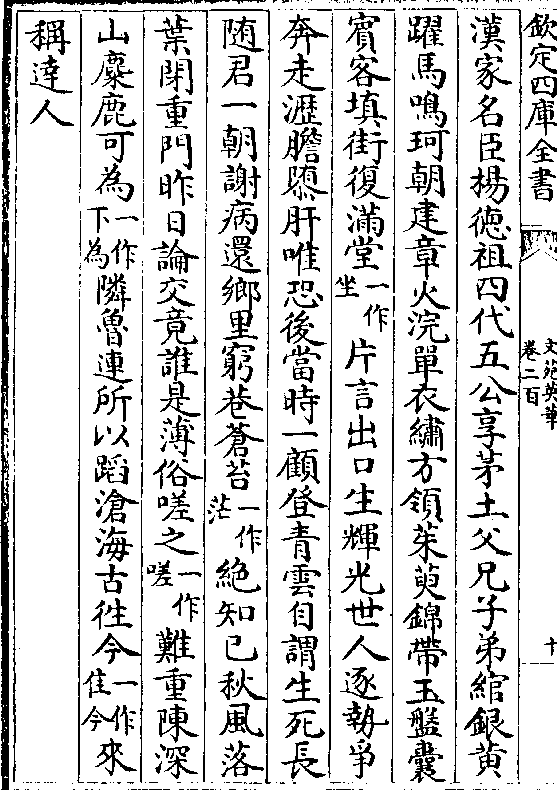 欽定四庫全書
文苑英華
卷二百
十
漢家名臣楊徳祖四代五公享茅土父兄子弟綰銀黄
躍馬鳴珂朝建章火浣單衣繡方領茱萸錦帶玉盤囊
賓客填街復滿堂一作坐片言出口生輝光世人逐勢爭
奔走瀝膽隳肝唯恐後當時一顧登青雲自謂生死長
随君一朝謝病還鄉里窮巷蒼苔一作茫絶知已秋風落
葉閉重門昨日論交竟誰是薄俗嗟之一作嗟難重陳深
山麋鹿可為一作下為隣魯連所以蹈滄海古徃今一作隹今來
稱達人